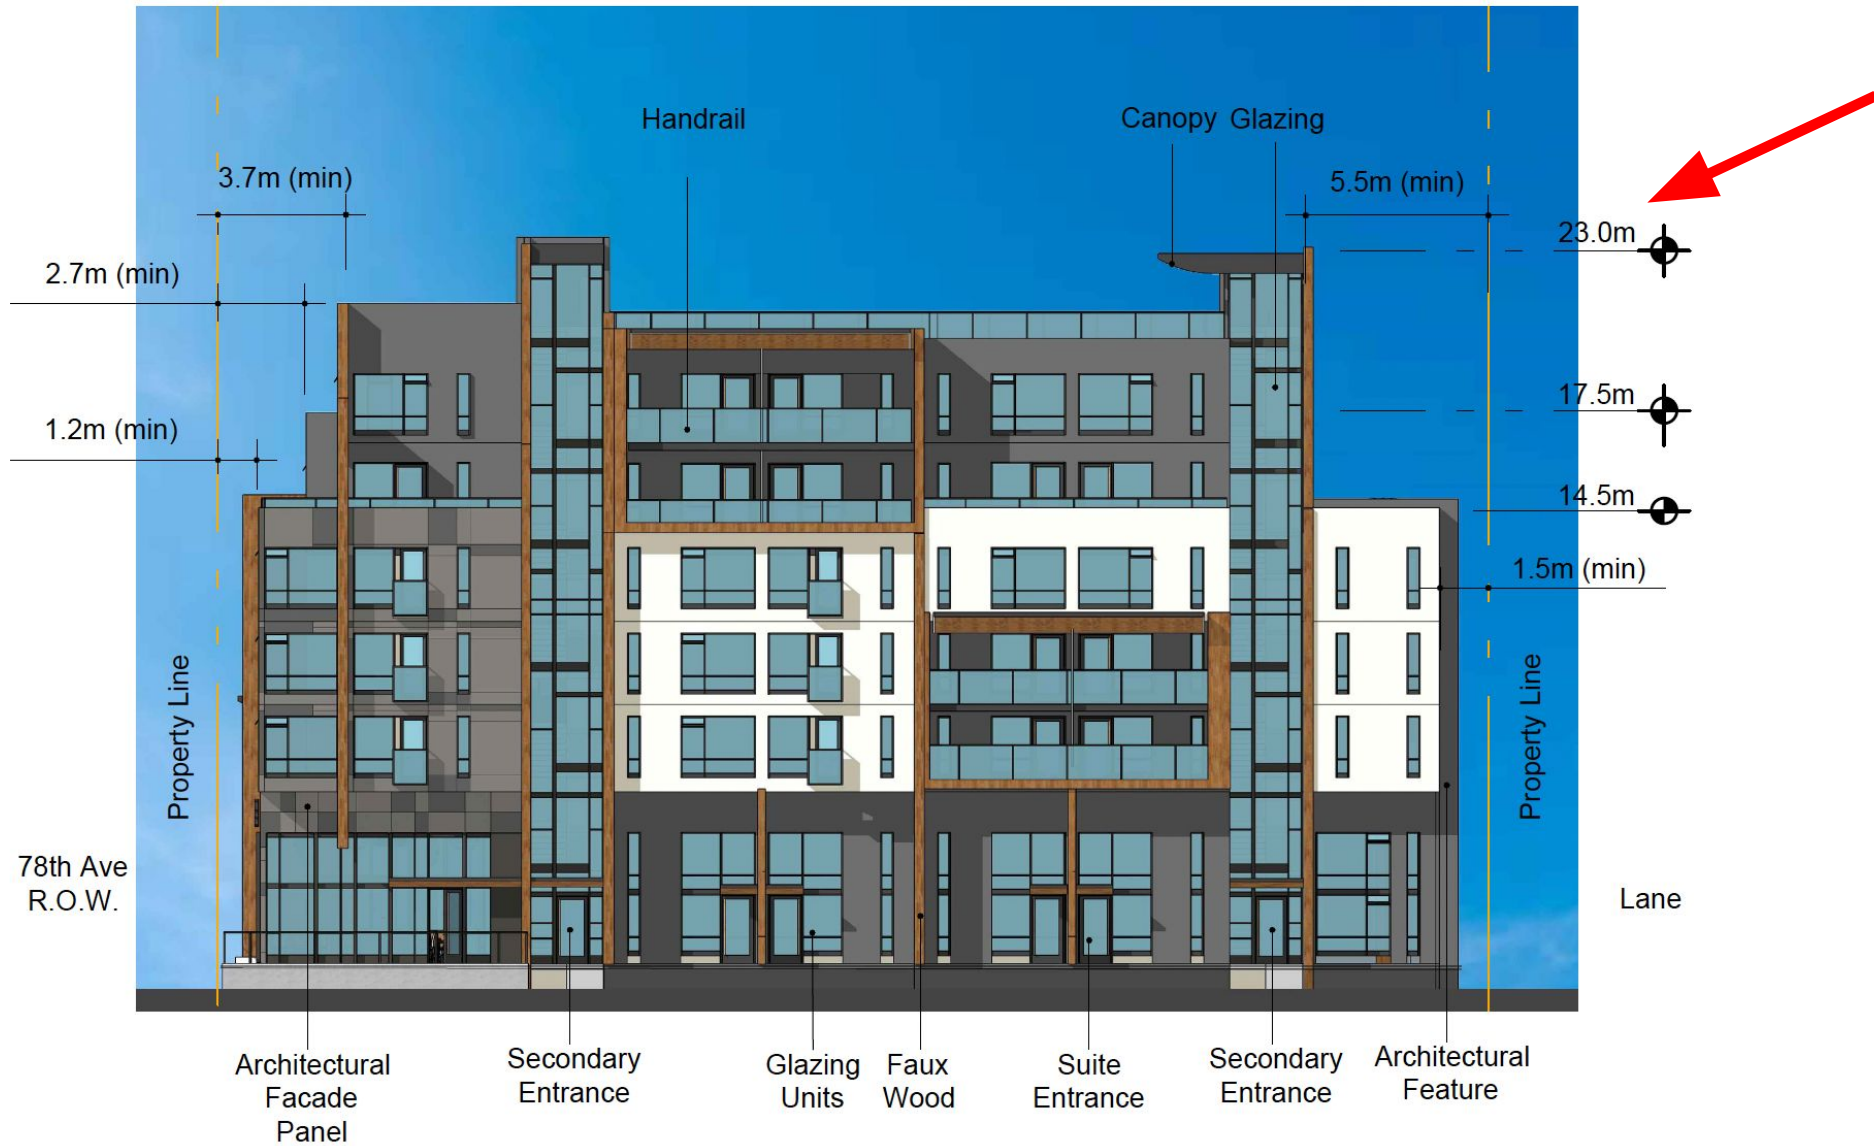 Handrail
Canopy
Glazing
3.7m (min)
5.5m (min)
23.0m
2.7m (min)
17.5m
1.2m (min)
14.5m
1.5m (min)
Property Line
Property Line
78th Ave
R.O.W.
Lane
Architectural
Facade
Panel
Secondary
Entrance
Glazing
Units
Faux
Wood
Suite
Entrance
Secondary
Entrance
Architectural
Feature